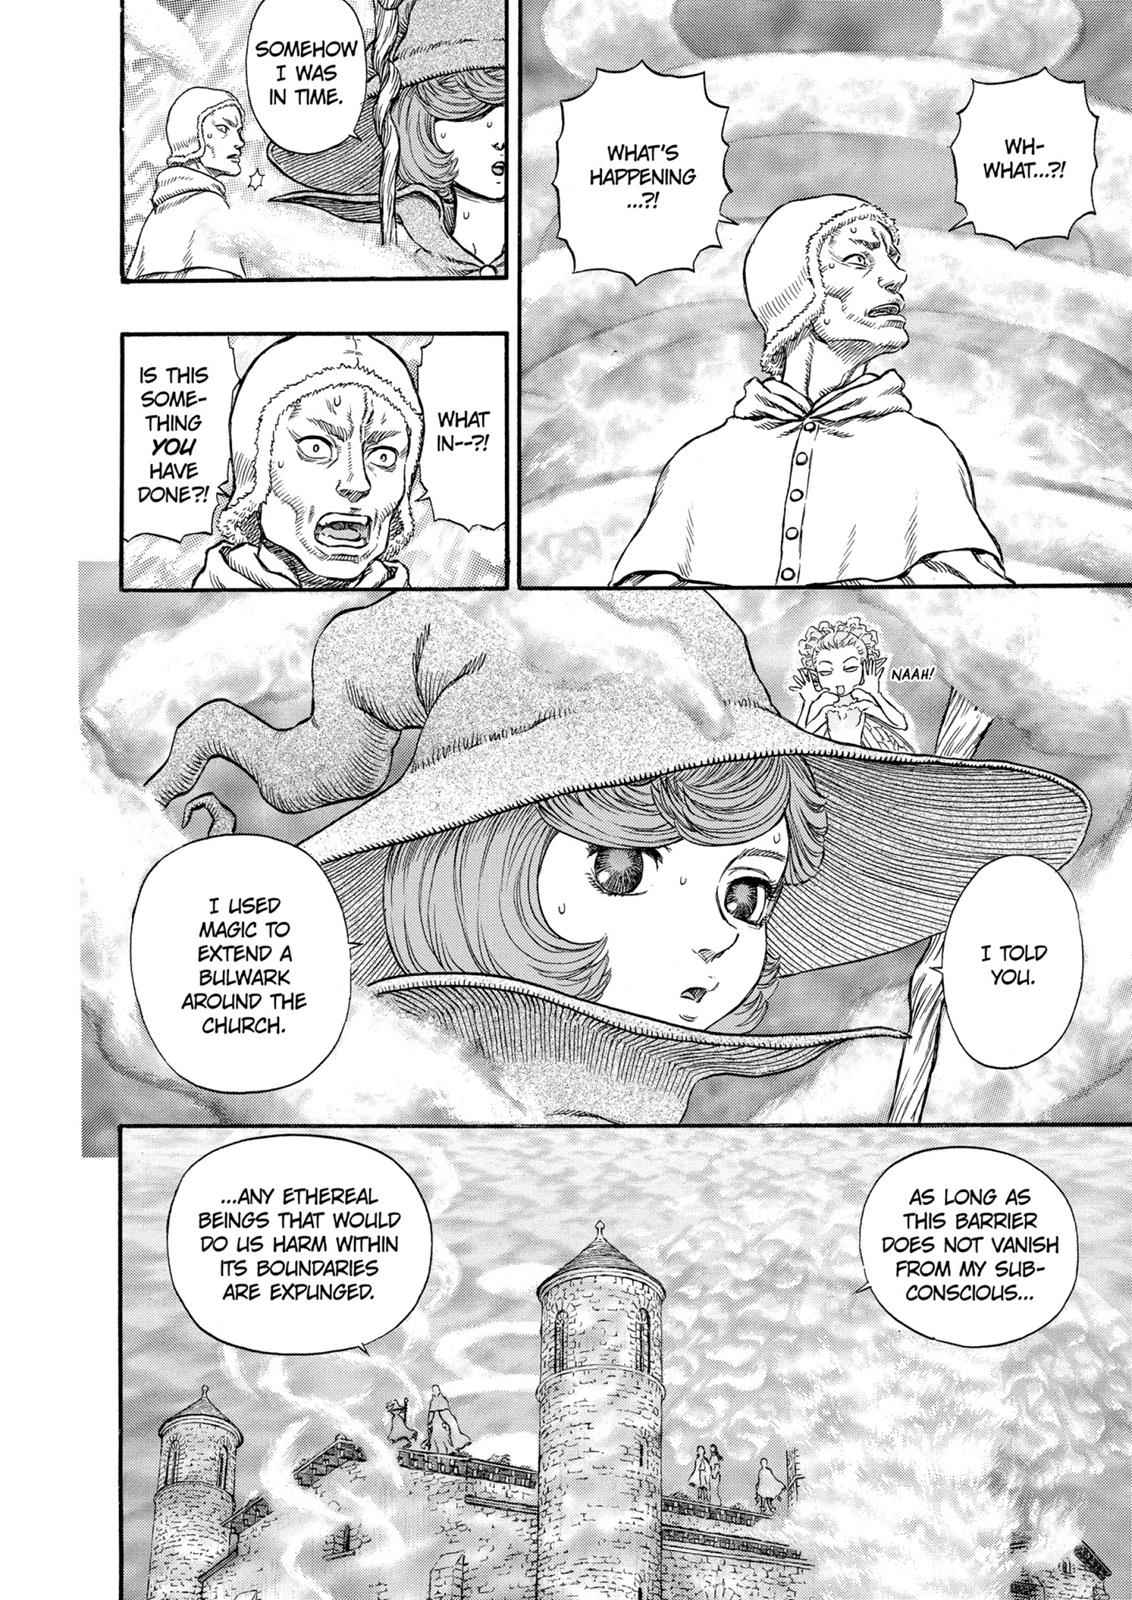 WH-
WHAT...?!
WHAT'S
HAPPENING
...?!
SOMEHOW
I WAS
IN TIME.
WHAT
IN--?!
IS THIS
SOME-
THING
YOU
HAVE
DONE?!
NAAH!
I TOLD
YOU.
I USED
MAGIC TO
EXTEND A
BULWARK
AROUND THE
CHURCH.
AS LONG AS
THIS BARRIER
DOES NOT VANISH
FROM MY SUB-
CONSCIOUS...
...ANY ETHEREAL
BEINGS THAT WOULD
DO US HARM WITHIN
ITS BOUNDARIES
ARE EXPUNGED.